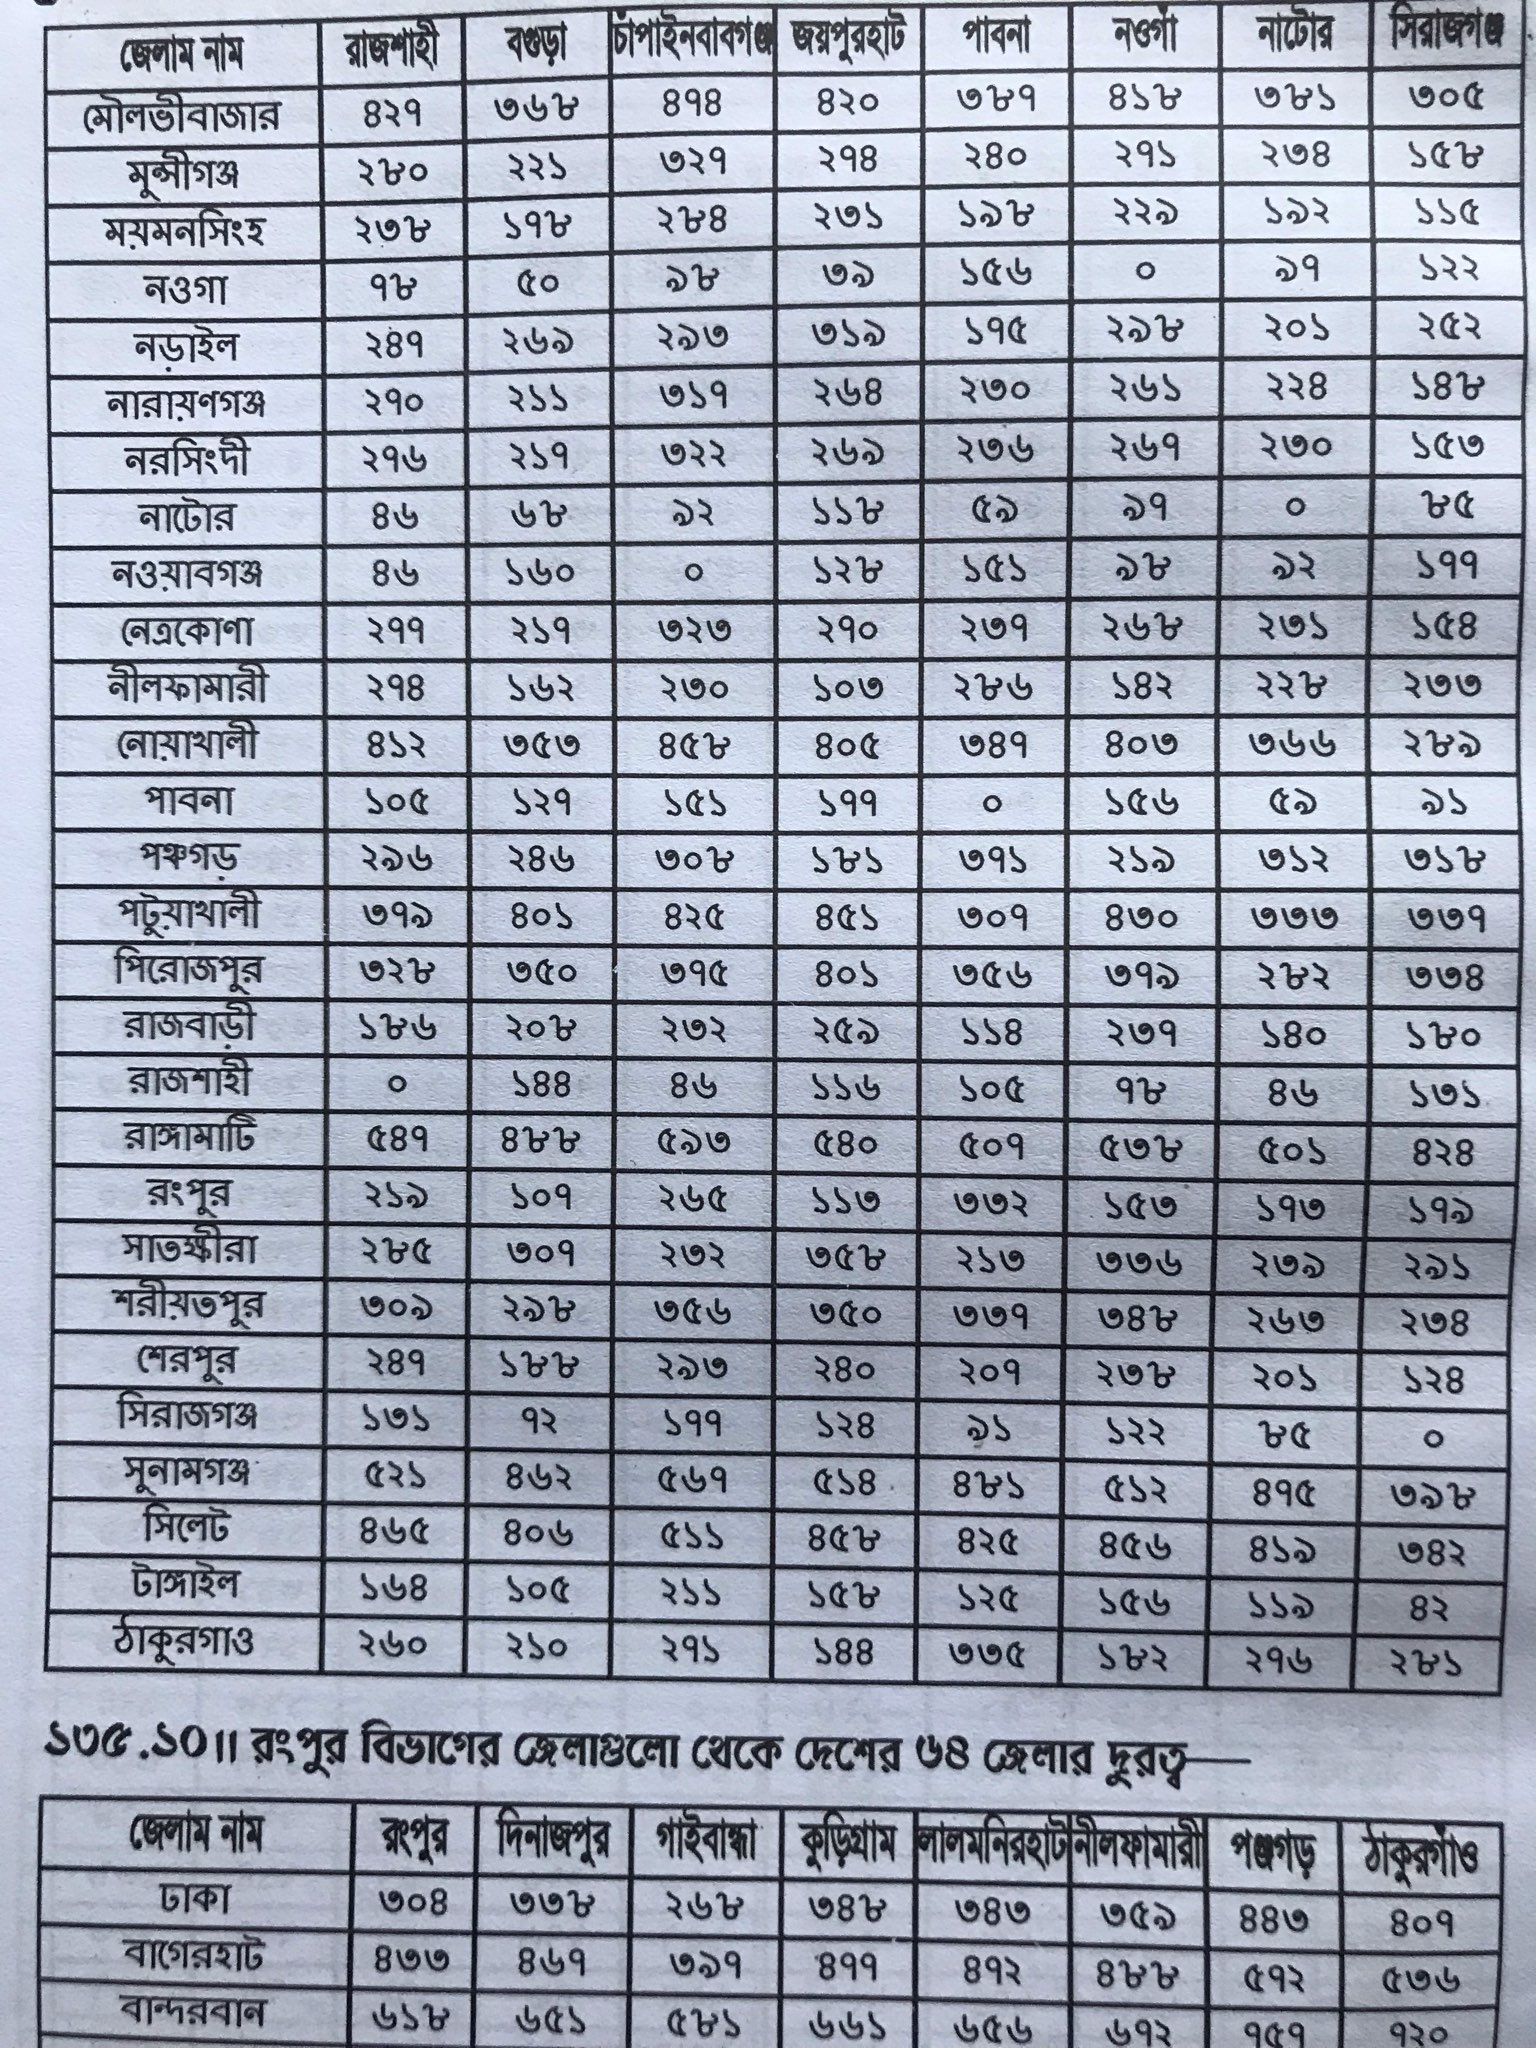 জেলাম নাম রাজশাহী বগুড়া চাঁপাইনবাবগঞ্জ জয়পুরহাট পাবনা নওগাঁ নাটোর সিরাজগঞ্জ
মৌলভীবাজার ৪২৭ ৩৬৮ ৪৭৪ ৪২০ ৩৮৭ ৪১৮ ৩৮১ ৩০৫
মুন্সীগঞ্জ ২৮০ ২২১ ৩২৭ ২৭৪ ২৪০ ২৭১ ২৩৪ ১৫৮
ময়মনসিংহ ২৩৮ ১৭৮ ২৮৪ ২৩১ ১৯৮ ২২৯ ১৯২ ১১৫
নওগা ৭৮ ৫০ ৯৮ ৩৯ ১৫৬ ০ ৯৭ ১২২
নড়াইল ২৪৭ ২৬৯ ২৯৩ ৩১৯ ১৭৫ ২৯৮ ২০১ ২৫২
নারায়ণগঞ্জ ২৭০ ২১১ ৩১৭ ২৬৪ ২৩০ ২৬১ ২২৪ ১৪৮
নরসিংদী ২৭৬ ২১৭ ৩২২ ২৬৯ ২৩৬ ২৬৭ ২৩০ ১৫৩
নাটোর ৪৬ ৬৮ ৯২ ১১৮ ৫৯ ৯৭ ০ ৮৫
নওয়াবগঞ্জ ৪৬ ১৬০ ০ ১২৮ ১৫১ ৯৮ ৯২ ১৭৭
নেত্রকোণা ২৭৭ ২১৭ ৩২৩ ২৭০ ২৩৭ ২৬৮ ২৩১ ১৫৪
নীলফামারী ২৭৪ ১৬২ ২৩০ ১০৩ ২৮৬ ১৪২ ২২৮ ২৩৩
নোয়াখালী ৪১২ ৩৫৩ ৪৫৮ ৪০৫ ৩৪৭ ৪০৩ ৩৬৬ ২৮৯
পাবনা ১০৫ ১২৭ ১৫১ ১৭৭ ০ ১৫৬ ৫৯ ৯১
পঞ্চগড় ২৯৬ ২৪৬ ৩০৮ ১৮১ ৩৭১ ২১৯ ৩১২ ৩১৮
পটুয়াখালী ৩৭৯ ৪০১ ৪২৫ ৪৫১ ৩০৭ ৪৩০ ৩৩৩ ৩৩৭
পিরোজপুর ৩২৮ ৩৫০ ৩৭৫ ৪০১ ৩৫৬ ৩৭৯ ২৮২ ৩৩৪
রাজবাড়ী ১৮৬ ২০৮ ২৩২ ২৫৯ ১১৪ ২৩৭ ১৪০ ১৮০
রাজশাহী ০ ১৪৪ ৪৬ ১১৬ ১০৫ ৭৮ ৪৬ ১৩১
রাঙ্গামাটি ৫৪৭ ৪৮৮ ৫৯৩ ৫৪০ ৫০৭ ৫৩৮ ৫০১ ৪২৪
রংপুর ২১৯ ১০৭ ২৬৫ ১১৩ ৩৩২ ১৫৩ ১৭৩ ১৭৯
সাতক্ষীরা ২৮৫ ৩০৭ ২৩২ ৩৫৮ ২১৩ ৩৩৬ ২৩৯ ২৯১
শরীয়তপুর ৩০৯ ২৯৮ ৩৫৬ ৩৫০ ৩৩৭ ৩৪৮ ২৬৩ ২৩৪
শেরপুর ২৪৭ ১৮৮ ২৯৩ ২৪০ ২০৭ ২৩৮ ২০১ ১২৪
সিরাজগঞ্জ ১৩১ ৭২ ১৭৭ ১২৪ ৯১ ১২২ ৮৫ ০
সুনামগঞ্জ ৫২১ ৪৬২ ৫৬৭ ৫১৪ ৪৮১ ৫১২ ৪৭৫ ৩৯৮
সিলেট ৪৬৫ ৪০৬ ৫১১ ৪৫৮ ৪২৫ ৪৫৬ ৪১৯ ৩৪২
টাঙ্গাইল ১৬৪ ১০৫ ২১১ ১৫৮ ১২৫ ১৫৬ ১১৯ ৪২
ঠাকুরগাও ২৬০ ২১০ ২৭১ ১৪৪ ৩৩৫ ১৮২ ২৭৬ ২৮১
১৩৫.১০॥ রংপুর বিভাগের জেলাগুলো থেকে দেশের ৬৪ জেলার দুরত্ব—
জেলাম নাম রংপুর দিনাজপুর গাইবান্ধা কুড়িগ্রাম লালমনিরহাট নীলফামারী পঞ্চগড় ঠাকুরগাঁও
ঢাকা ৩০৪ ৩৩৮ ২৬৮ ৩৪৮ ৩৪৩ ৩৫৯ ৪৪৩ ৪০৭
বাগেরহাট ৪৩৩ ৪৬৭ ৩৯৭ ৪৭৭ ৪৭২ ৪৮৮ ৫৭২ ৫৩৬
বান্দরবান ৬১৮ ৬৫১ ৫৮১ ৬৬১ ৬৫৬ ৬৭২ ৭৫৭ ৭২০